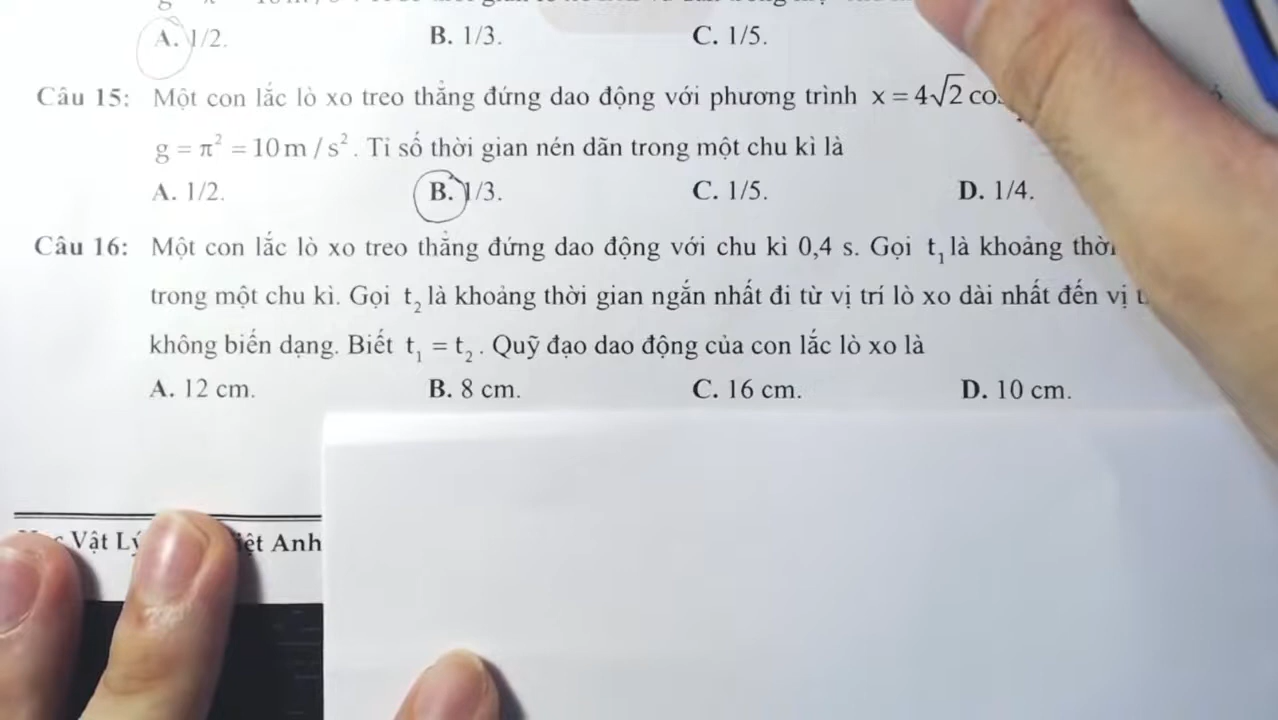 A. 1/2. B. 1/3. C. 1/5.
Câu 15: Một con lắc lò xo treo thẳng đứng dao động với phương trình x = 4√2 co
g = π² = 10 m / s². Tỉ số thời gian nén dãn trong một chu kì là
A. 1/2. B. 1/3. C. 1/5. D. 1/4.
Câu 16: Một con lắc lò xo treo thẳng đứng dao động với chu kì 0,4 s. Gọi t₁ là khoảng thời
trong một chu kì. Gọi t₂ là khoảng thời gian ngắn nhất đi từ vị trí lò xo dài nhất đến vị
không biến dạng. Biết t₁ = t₂. Quỹ đạo dao động của con lắc lò xo là
A. 12 cm. B. 8 cm. C. 16 cm. D. 10 cm.
Vật Lý Anh